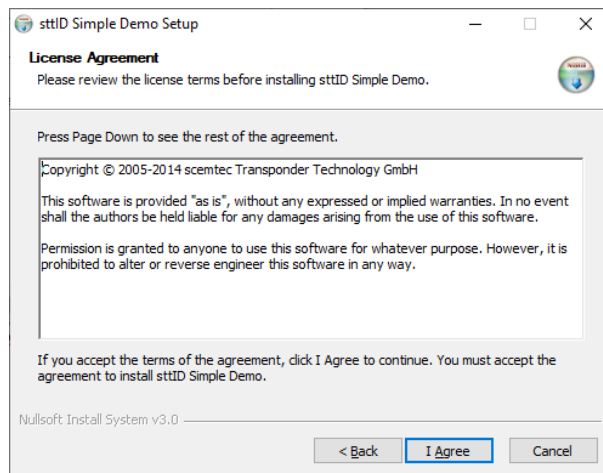 sttID Simple Demo Setup
License Agreement
Please review the license terms before installing sttID Simple Demo.
Press Page Down to see the rest of the agreement.
Copyright © 2005-2014 scemtec Transponder Technology GmbH
This software is provided "as is", without any expressed or implied warranties. In no event
shall the authors be held liable for any damages arising from the use of this software.
Permission is granted to anyone to use this software for whatever purpose. However, it is
prohibited to alter or reverse engineer this software in any way.
If you accept the terms of the agreement, click I Agree to continue. You must accept the
agreement to install sttID Simple Demo.
Nullsoft Install System v3.0
< Back
I Agree
Cancel